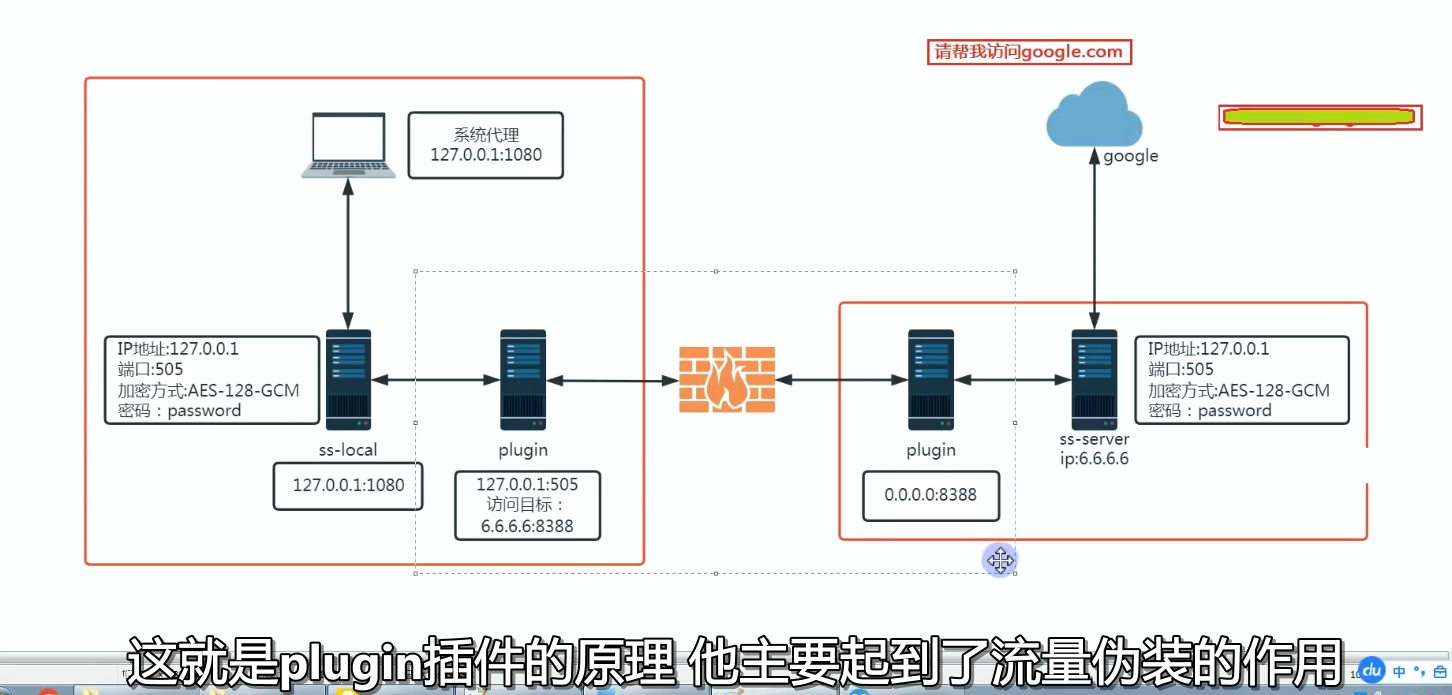 请帮我访问google.com
系统代理
127.0.0.1:1080
google
IP地址:127.0.0.1
端口:505
加密方式:AES-128-GCM
密码：password
ss-local
127.0.0.1:1080
plugin
127.0.0.1:505
访问目标：
6.6.6.6:8388
plugin
0.0.0.0:8388
ss-server
ip:6.6.6.6
IP地址:127.0.0.1
端口:505
加密方式:AES-128-GCM
密码：password
这就是plugin插件的原理 他主要起到了流量伪装的作用
du 中